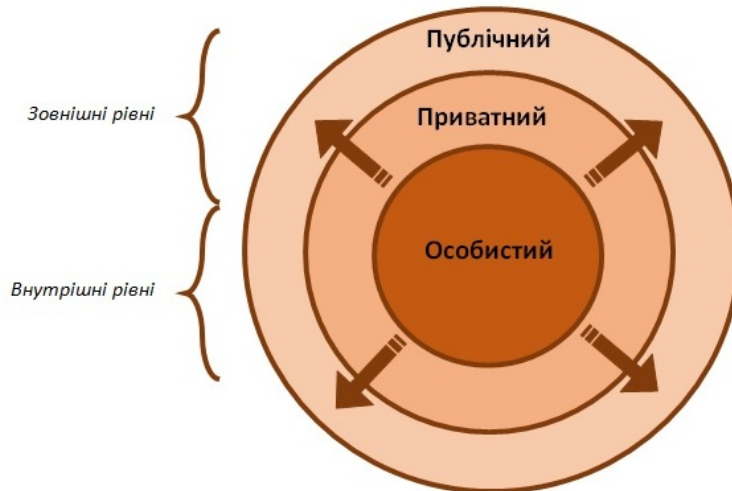 Публічний
Зовнішні рівні
Приватний
Особистий
Внутрішні рівні